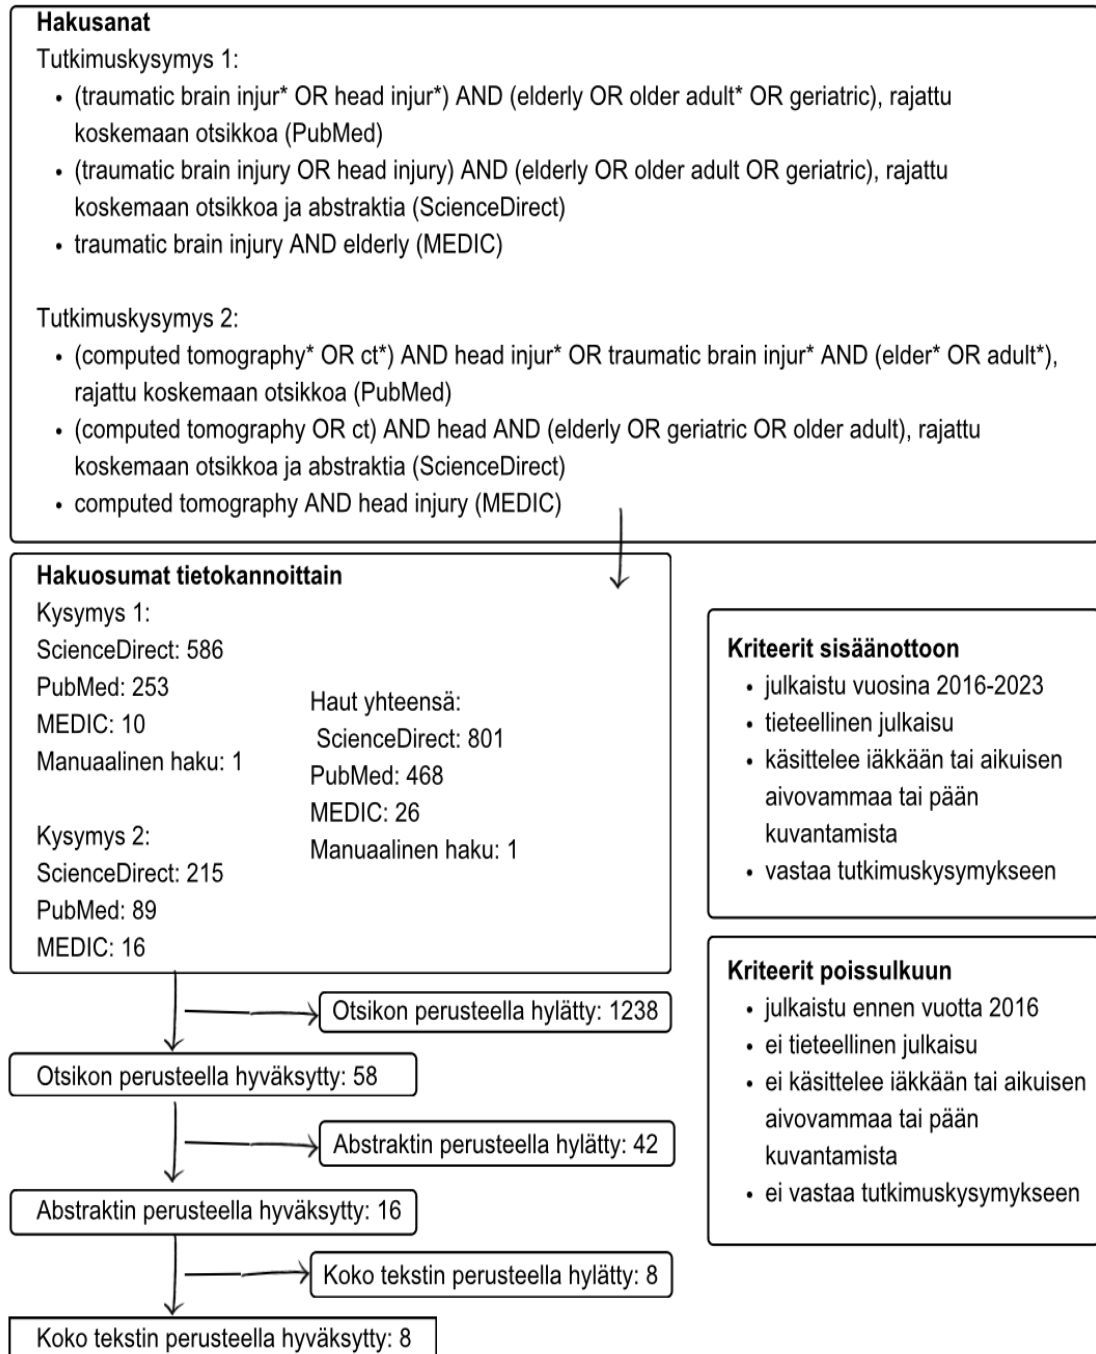 Hakusanat
Tutkimuskysymys 1:
• (traumatic brain injur* OR head injur*) AND (elderly OR older adult* OR geriatric), rajattu
koskemaan otsikkoa (PubMed)
• (traumatic brain injury OR head injury) AND (elderly OR older adult OR geriatric), rajattu
koskemaan otsikkoa ja abstraktia (ScienceDirect)
• traumatic brain injury AND elderly (MEDIC)
Tutkimuskysymys 2:
• (computed tomography* OR ct*) AND head injur* OR traumatic brain injur* AND (elder* OR adult*),
rajattu koskemaan otsikkoa (PubMed)
• (computed tomography OR ct) AND head AND (elderly OR geriatric OR older adult), rajattu
koskemaan otsikkoa ja abstraktia (ScienceDirect)
• computed tomography AND head injury (MEDIC)
Hakuosumat tietokannoittain
Kysymys 1:
ScienceDirect: 586
PubMed: 253
MEDIC: 10
Manuaalinen haku: 1
Kysymys 2:
ScienceDirect: 215
PubMed: 89
MEDIC: 16
Haut yhteensä:
ScienceDirect: 801
PubMed: 468
MEDIC: 26
Manuaalinen haku: 1
Kriteerit sisäänottoon
• julkaistu vuosina 2016-2023
• tieteellinen julkaisu
• käsittelee iäkkään tai aikuisen
aivovammaa tai pään
kuvantamista
• vastaa tutkimuskysymykseen
Kriteerit poissulkuun
• julkaistu ennen vuotta 2016
• ei tieteellinen julkaisu
• ei käsittelee iäkkään tai aikuisen
aivovammaa tai pään
kuvantamista
• ei vastaa tutkimuskysymykseen
Otsikon perusteella hylätty: 1238
Otsikon perusteella hyväksytty: 58
Abstraktin perusteella hylätty: 42
Abstraktin perusteella hyväksytty: 16
Koko tekstin perusteella hylätty: 8
Koko tekstin perusteella hyväksytty: 8